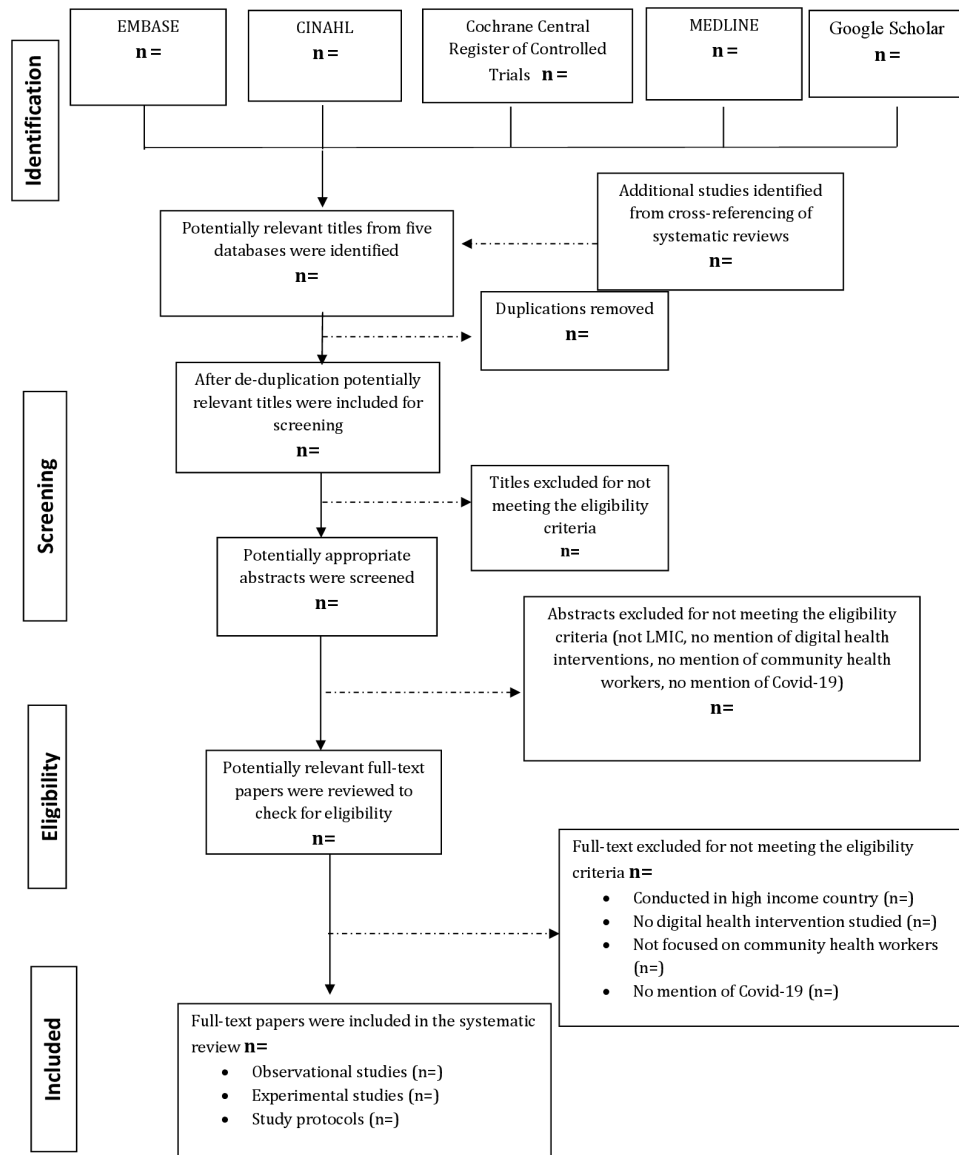 EMBASE
n=
CINAHL
n=
Cochrane Central
Register of Controlled
Trials n=
MEDLINE
n=
Google Scholar
n=
Identification
Additional studies identified
from cross-referencing of
systematic reviews
n=
Potentially relevant titles from five
databases were identified
n=
Duplications removed
n=
Screening
After de-duplication potentially
relevant titles were included for
screening
n=
Titles excluded for not
meeting the eligibility
criteria
n=
Potentially appropriate
abstracts were screened
n=
Abstracts excluded for not meeting the eligibility
criteria (not LMIC, no mention of digital health
interventions, no mention of community health
workers, no mention of Covid-19)
n=
Eligibility
Potentially relevant full-text
papers were reviewed to
check for eligibility
n=
Full-text excluded for not meeting the eligibility
criteria n=
• Conducted in high income country (n=)
• No digital health intervention studied (n=)
• Not focused on community health workers
(n=)
• No mention of Covid-19 (n=)
Included
Full-text papers were included in the systematic
review n=
• Observational studies (n=)
• Experimental studies (n=)
• Study protocols (n=)